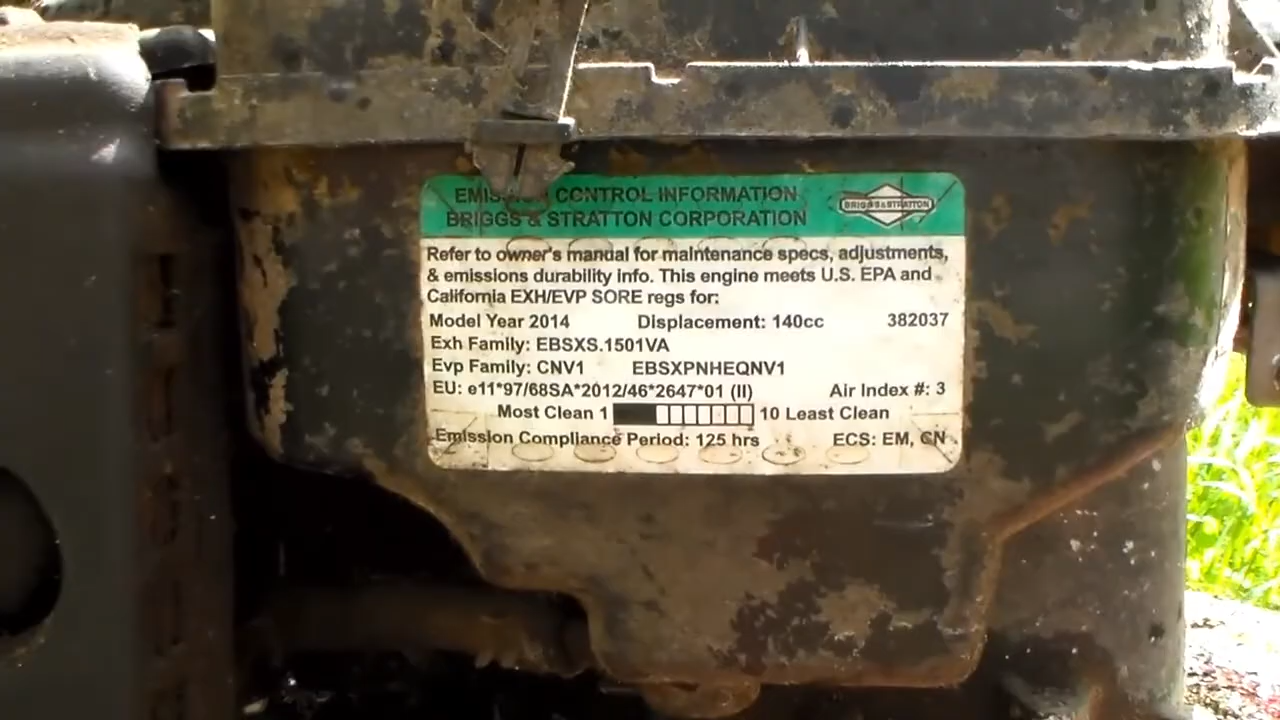 EMISSION CONTROL INFORMATION
BRIGGS & STRATTON CORPORATION
BRIGGS&STRATTON
Refer to owner's manual for maintenance specs, adjustments,
& emissions durability info. This engine meets U.S. EPA and
California EXH/EVP SORE regs for:
Model Year 2014 Displacement: 140cc 382037
Exh Family: EBSXS.1501VA
Evp Family: CNV1 EBSXPNHEQNV1
EU: e11*97/68SA*2012/46*2647*01 (II) Air Index #: 3
Most Clean 1 10 Least Clean
Emission Compliance Period: 125 hrs ECS: EM, CN